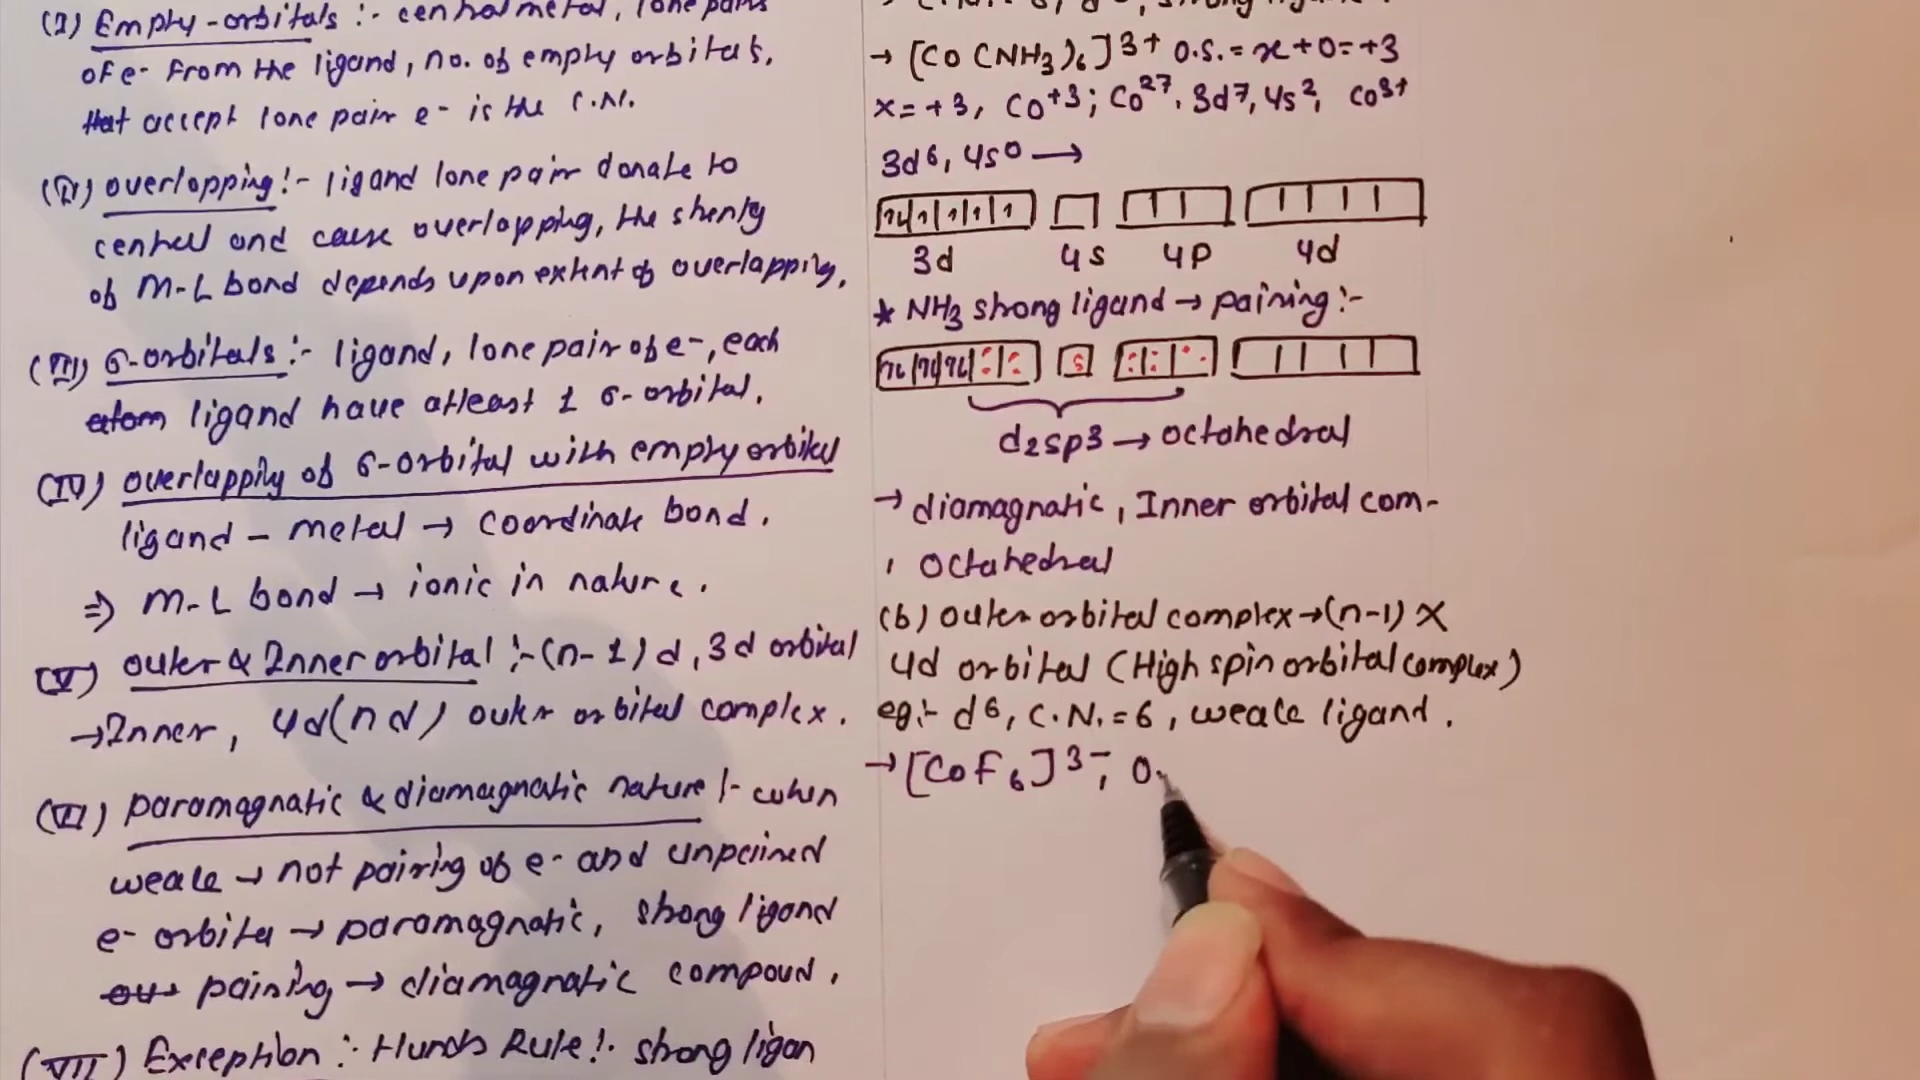 (I) Empty-orbitals :- central metal, lone pairs
of e- from the ligand, no. of empty orbitals,
that accept lone pair e- is the C.N.
(II) overlapping :- ligand lone pair donate to
central and cause overlapping, the
of M-L bond depends upon extent of overlapping,
(III) σ-orbitals :- ligand, lone pair of e-, each
atom ligand have atleast 1 σ-orbital.
(IV) overlapping of σ-orbital with empty orbital
ligand - metal → coordinate bond.
⇒ M-L bond → ionic in nature.
(V) outer & Inner orbital :- (n-1)d, 3d orbital
→ Inner, 4d(nd) outer orbital complex.
(VI) paramagnatic & diamagnatic nature :- when
weak → not pairing of e- and unpaired
e- → paramagnatic, strong ligand
pairing → diamagnatic compoud.
(VII) Exception :- Hunds Rule :- strong ligan
→ [Co(NH3)6]3+ O.S. = x+0=+3
x=+3, Co+3; Co27. 3d7,4s2, Co3+
3d6, 4s0 →
3d 4s 4p 4d
* NH3 strong ligand → pairing :-
d2sp3 → octahedral
→ diamagnatic, Inner orbital com-
, octahedral
(b) outer orbital complex → (n-1) X
4d orbital (High spin orbital complex)
eg:- d6, C.N.=6, weak ligand.
→ [CoF6]3-, O.